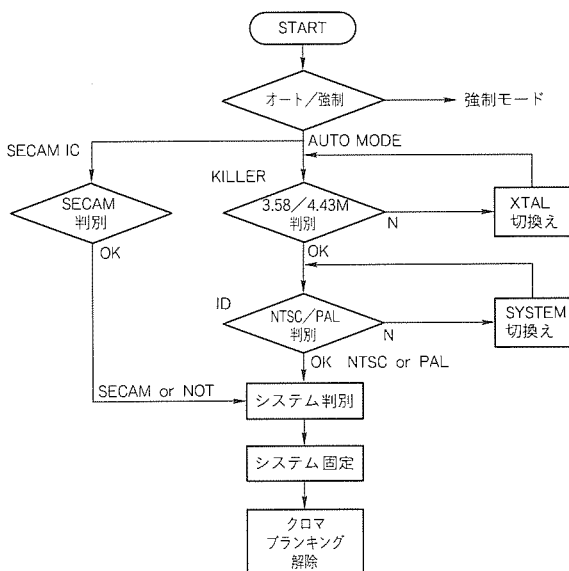 START
オート／強制
強制モード
SECAM IC
AUTO MODE
KILLER
SECAM
判別
3.58／4.43M
判別
N
XTAL
切換え
OK
OK
ID
NTSC／PAL
判別
N
SYSTEM
切換え
OK NTSC or PAL
SECAM or NOT
システム判別
システム固定
クロマ
ブランキング
解除